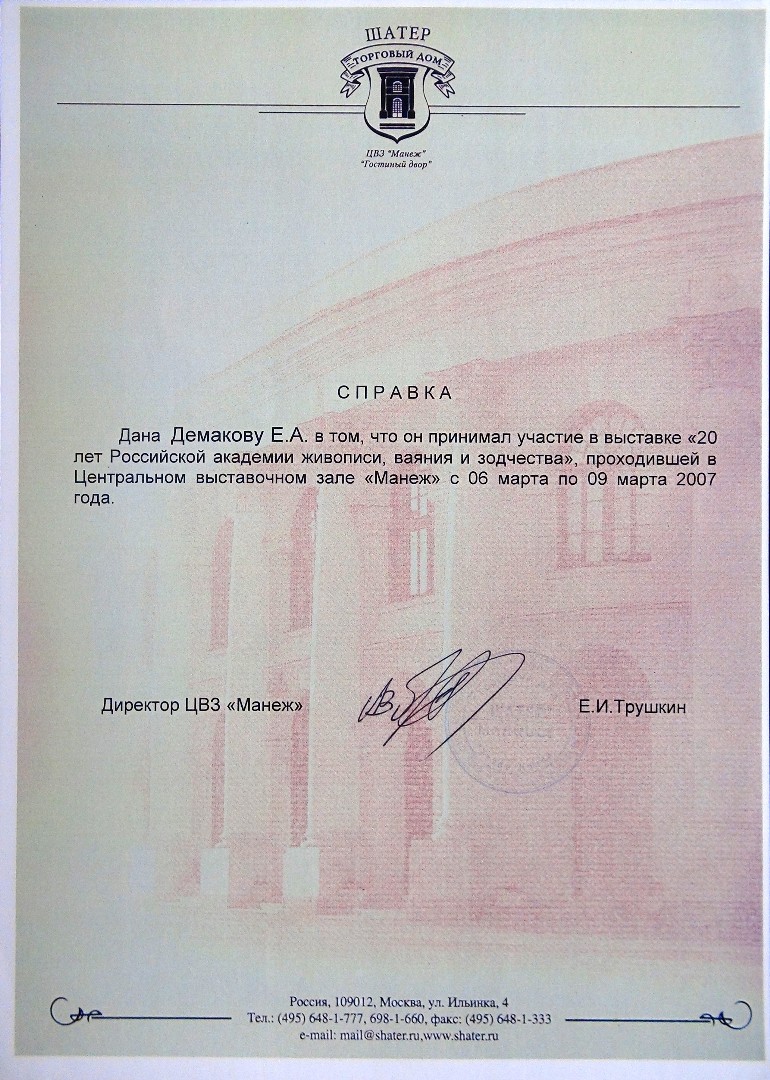 ШАТЕР
ТОРГОВЫЙ ДОМ
ЦВЗ "Манеж"
"Гостиный двор"
СПРАВКА
Дана Демакову Е.А. в том, что он принимал участие в выставке «20
лет Российской академии живописи, ваяния и зодчества», проходившей в
Центральном выставочном зале «Манеж» с 06 марта по 09 марта 2007
года.
Директор ЦВЗ «Манеж» Е.И.Трушкин
Россия, 109012, Москва, ул. Ильинка, 4
Тел.: (495) 648-1-777, 698-1-660, факс: (495) 648-1-333
e-mail: mail@shater.ru,www.shater.ru